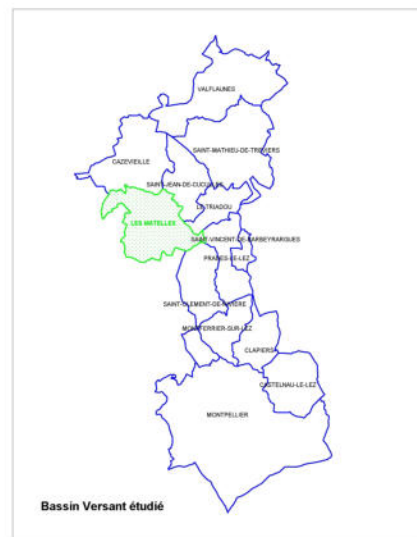 VALFLAUNES
SAINT-MATHIEU-DE-TREVIERS
CAZEVIEILLE
SAINT-JEAN-DE-CUCULLES
LE-TRIADOU
LES MATELLES
SAINT-VINCENT-DE-BARBEYRARGUES
PRADES-LE-LEZ
SAINT-CLEMENT-DE-RIVIERE
MONTFERRIER-SUR-LEZ
CLAPIERS
CASTELNAU-LE-LEZ
MONTPELLIER
Bassin Versant étudié